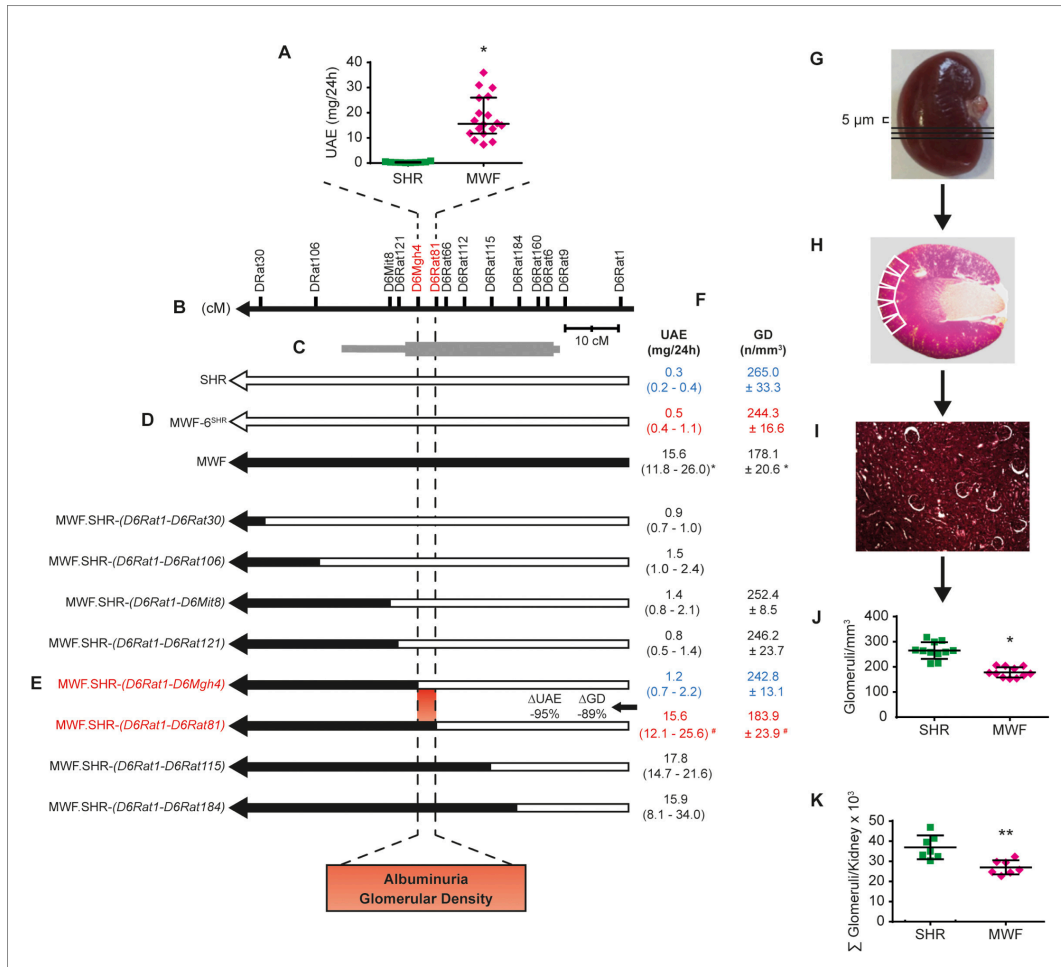 A
*
UAE (mg/24h)
40
30
20
10
0
SHR
MWF
DRat30
DRat106
D6Mit8
D6Rat121
D6Mgh4
D6Rat81
D6Rat66
D6Rat112
D6Rat115
D6Rat184
D6Rat160
D6Rat6
D6Rat9
D6Rat1
B
(cM)
10 cM
C
F
UAE (mg/24h)
GD (n/mm³)
SHR
0.3 (0.2 - 0.4)
265.0 ± 33.3
D
MWF-6ˢᴴᴿ
0.5 (0.4 - 1.1)
244.3 ± 16.6
MWF
15.6 (11.8 - 26.0)*
178.1 ± 20.6 *
MWF.SHR-(D6Rat1-D6Rat30)
0.9 (0.7 - 1.0)
MWF.SHR-(D6Rat1-D6Rat106)
1.5 (1.0 - 2.4)
MWF.SHR-(D6Rat1-D6Mit8)
1.4 (0.8 - 2.1)
252.4 ± 8.5
MWF.SHR-(D6Rat1-D6Rat121)
0.8 (0.5 - 1.4)
246.2 ± 23.7
E
MWF.SHR-(D6Rat1-D6Mgh4)
1.2 (0.7 - 2.2)
242.8 ± 13.1
ΔUAE -95%
ΔGD -89%
MWF.SHR-(D6Rat1-D6Rat81)
15.6 (12.1 - 25.6) #
183.9 ± 23.9 #
MWF.SHR-(D6Rat1-D6Rat115)
17.8 (14.7 - 21.6)
MWF.SHR-(D6Rat1-D6Rat184)
15.9 (8.1 - 34.0)
Albuminuria
Glomerular Density
G
5 µm
H
I
J
*
Glomeruli/mm³
400
300
200
100
0
SHR
MWF
K
**
∑ Glomeruli/Kidney x 10³
50
40
30
20
10
0
SHR
MWF